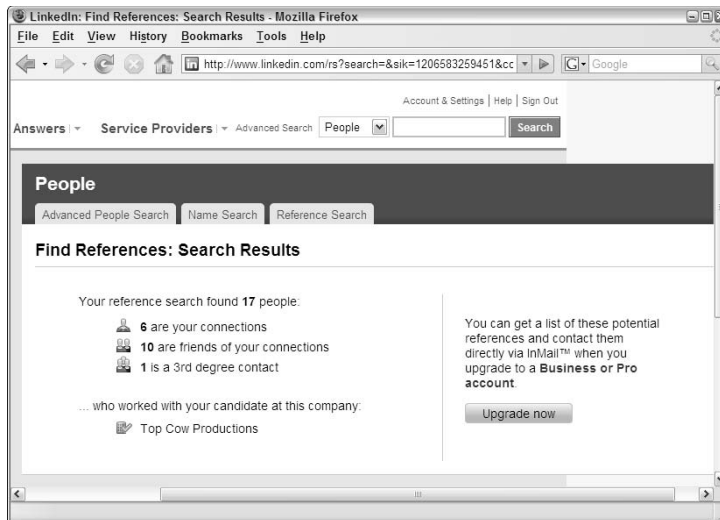 LinkedIn: Find References: Search Results - Mozilla Firefox
File Edit View History Bookmarks Tools Help
http://www.linkedin.com/rs?search=&sik=1206583259451&cc
G Google
Account & Settings | Help | Sign Out
Answers | Service Providers | Advanced Search People Search
People
Advanced People Search Name Search Reference Search
Find References: Search Results
Your reference search found 17 people:
6 are your connections
10 are friends of your connections
1 is a 3rd degree contact
... who worked with your candidate at this company:
Top Cow Productions
You can get a list of these potential
references and contact them
directly via InMail™ when you
upgrade to a Business or Pro
account.
Upgrade now